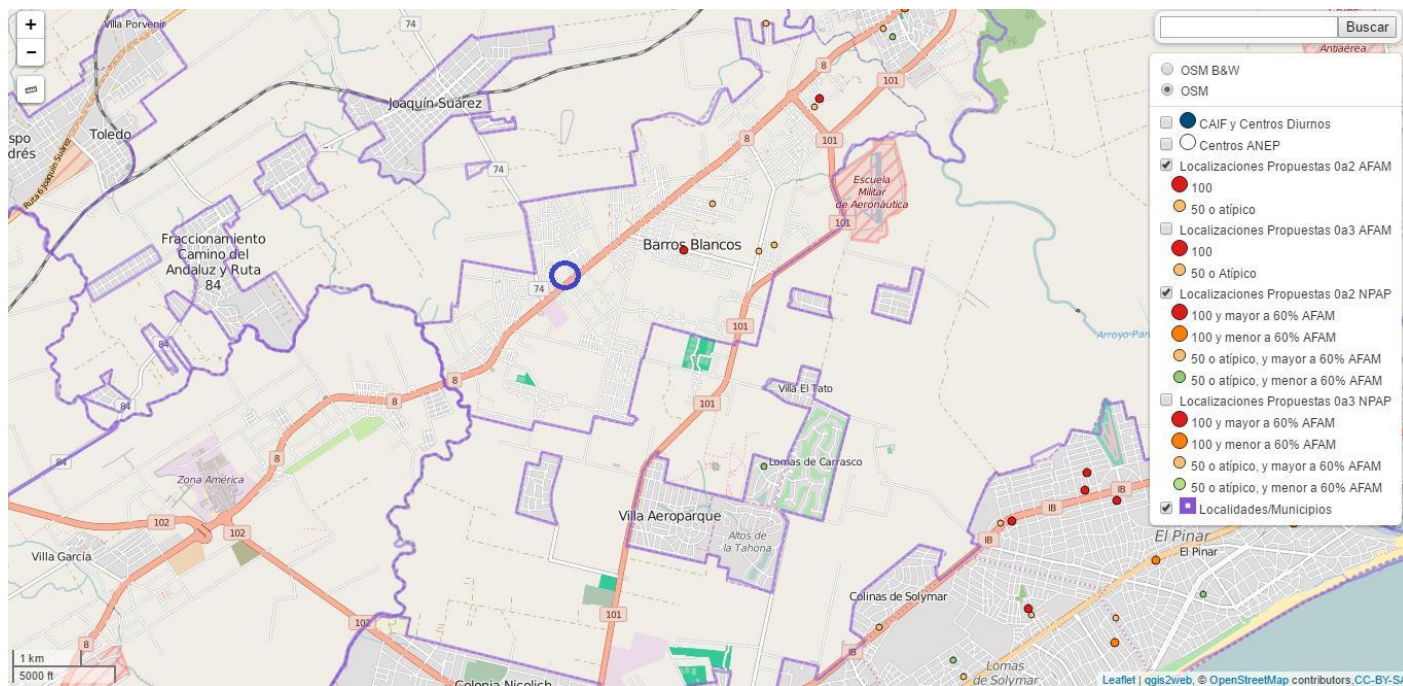 +
−
Villa Porvenir
74
Joaquín Suárez
Toledo
Ruta 6 Joaquín Suárez
74
8
101
8
101
101
Escuela
Militar
de Aeronáutica
Fraccionamiento
Camino del
Andaluz y Ruta
84
Barros Blancos
74
101
84
84
8
8
Villa El Tato
101
8
84
Zona América
Lomas de Carrasco
102
102
Villa García
Villa Aeroparque
Altos de
la Tahona
IB
IB
IB
El Pinar
El Pinar
Colinas de Solymar
101
102
8
IB
Lomas
de Solymar
Colonia Nicolich
1 km
5000 ft
Buscar
Antiaérea
OSM B&W
OSM
CAIF y Centros Diurnos
Centros ANEP
Localizaciones Propuestas 0a2 AFAM
100
50 o atípico
Localizaciones Propuestas 0a3 AFAM
100
50 o Atípico
Localizaciones Propuestas 0a2 NPAP
100 y mayor a 60% AFAM
100 y menor a 60% AFAM
50 o atípico, y mayor a 60% AFAM
50 o atípico, y menor a 60% AFAM
Localizaciones Propuestas 0a3 NPAP
100 y mayor a 60% AFAM
100 y menor a 60% AFAM
50 o atípico, y mayor a 60% AFAM
50 o atípico, y menor a 60% AFAM
Localidades/Municipios
Leaflet | qgis2web, © OpenStreetMap contributors,CC-BY-SA